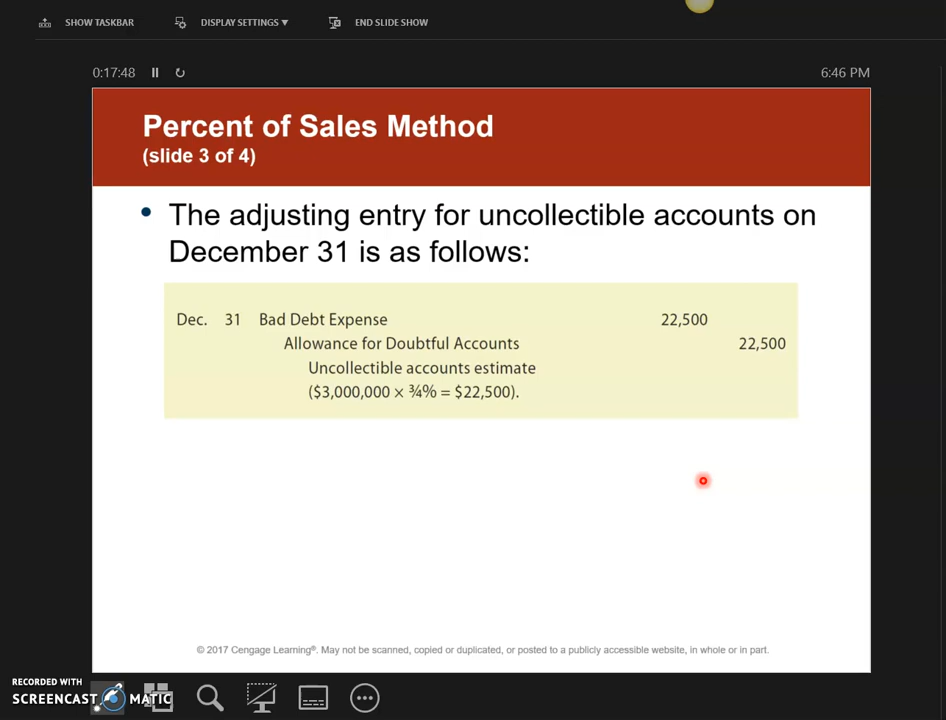 SHOW TASKBAR DISPLAY SETTINGS ▼ END SLIDE SHOW
0:17:48 6:46 PM
Percent of Sales Method
(slide 3 of 4)
• The adjusting entry for uncollectible accounts on
December 31 is as follows:
Dec. 31 Bad Debt Expense 22,500
Allowance for Doubtful Accounts 22,500
Uncollectible accounts estimate
($3,000,000 × ¾% = $22,500).
© 2017 Cengage Learning®. May not be scanned, copied or duplicated, or posted to a publicly accessible website, in whole or in part.
RECORDED WITH
SCREENCAST MATIC